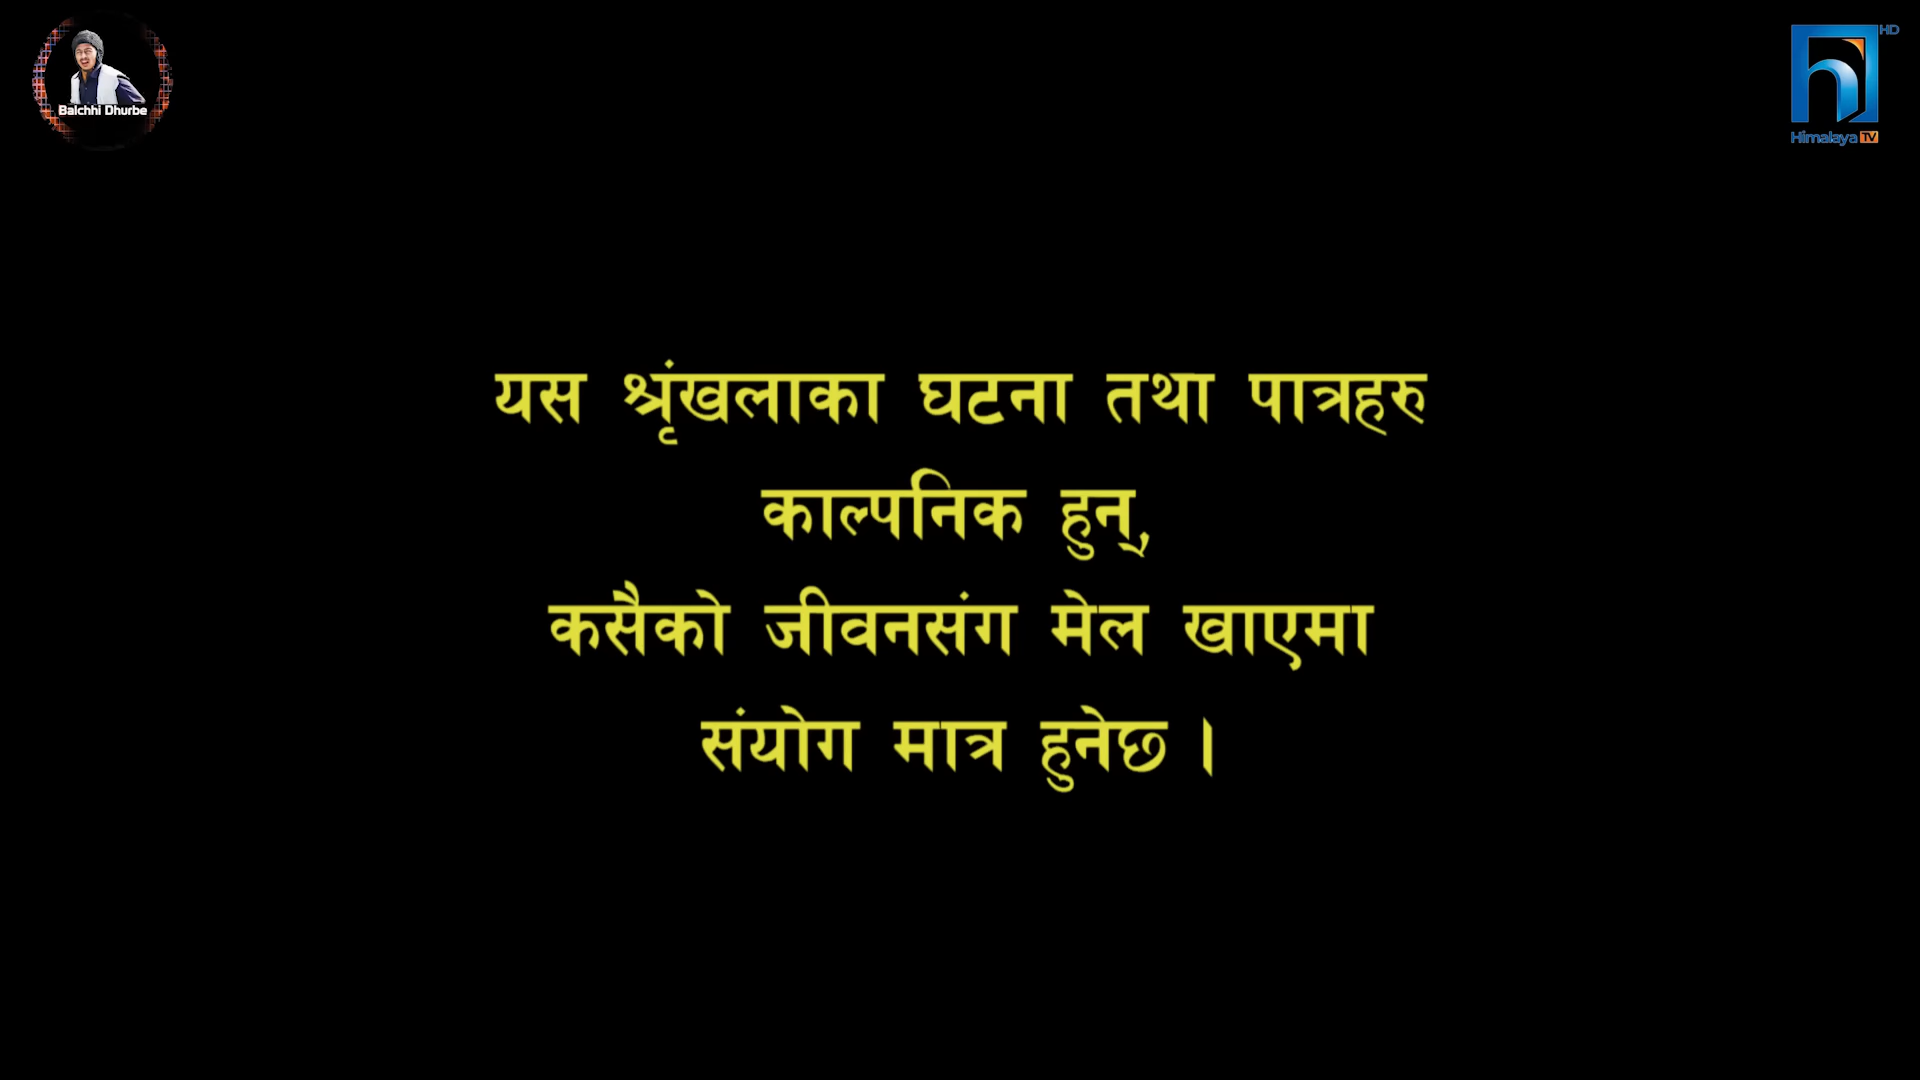 Balchhi Dhurbe
HD
Himalaya TV
यस श्रृंखलाका घटना तथा पात्रहरु
काल्पनिक हुन्,
कसैको जीवनसंग मेल खाएमा
संयोग मात्र हुनेछ ।